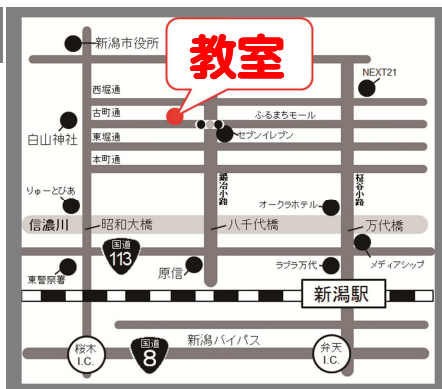 新潟市役所
教室
NEXT21
西堀通
古町通
ふるまちモール
白山神社
東堀通
セブンイレブン
本町通
りゅーとぴあ
鍛冶小路
柾谷小路
オークラホテル
信濃川
昭和大橋
八千代橋
万代橋
国道
113
東警察署
原信
ラブラ万代
メディアシップ
新潟駅
桜木
I.C.
国道
8
新潟バイパス
弁天
I.C.